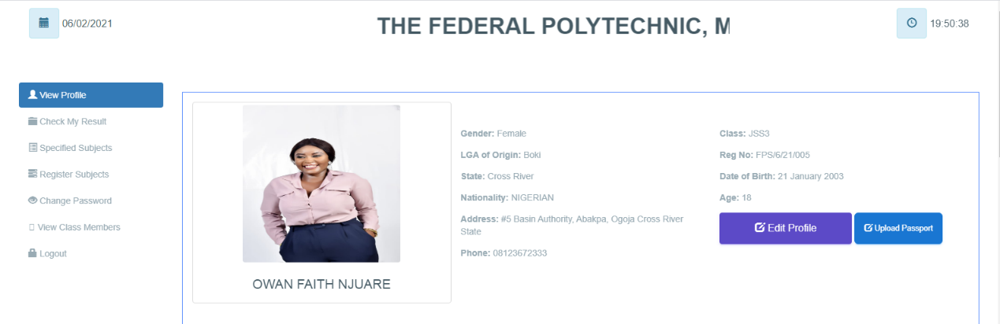 06/02/2021
THE FEDERAL POLYTECHNIC, M
19:50:38
View Profile
Check My Result
Specified Subjects
Register Subjects
Change Password
View Class Members
Logout
OWAN FAITH NJUARE
Gender: Female
LGA of Origin: Boki
State: Cross River
Nationality: NIGERIAN
Address: #5 Basin Authority, Abakpa, Ogoja Cross River
State
Phone: 08123672333
Class: JSS3
Reg No: FPS/6/21/005
Date of Birth: 21 January 2003
Age: 18
Edit Profile
Upload Passport